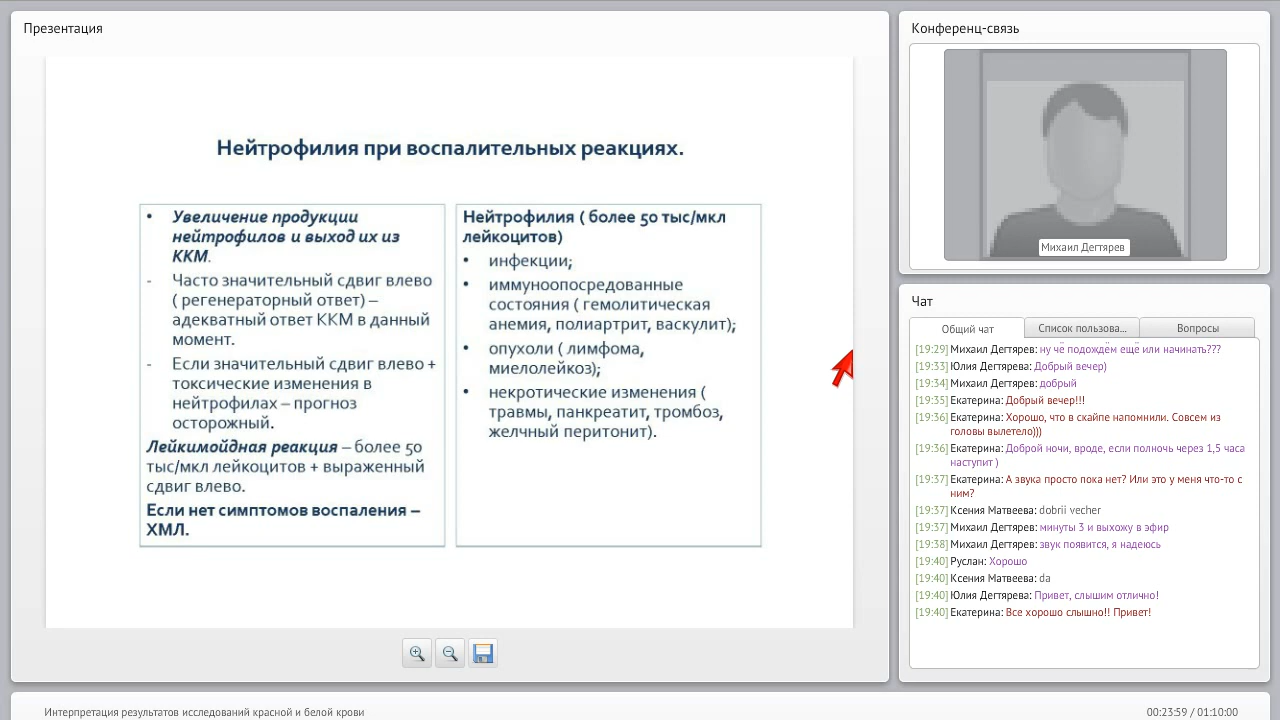 Презентация
Нейтрофилия при воспалительных реакциях.
• Увеличение продукции
нейтрофилов и выход их из
ККМ.
- Часто значительный сдвиг влево
( регенераторный ответ) –
адекватный ответ ККМ в данный
момент.
- Если значительный сдвиг влево +
токсические изменения в
нейтрофилах – прогноз
осторожный.
Лейкимойдная реакция – более 50
тыс/мкл лейкоцитов + выраженный
сдвиг влево.
Если нет симптомов воспаления –
ХМЛ.
Нейтрофилия ( более 50 тыс/мкл
лейкоцитов)
• инфекции;
• иммуноопосредованные
состояния ( гемолитическая
анемия, полиартрит, васкулит);
• опухоли ( лимфома,
миелолейкоз);
• некротические изменения (
травмы, панкреатит, тромбоз,
желчный перитонит).
Конференц-связь
Михаил Дегтярев
Чат
Общий чат
Список пользова...
Вопросы
[19:29] Михаил Дегтярев: ну чё подождём ещё или начинать???
[19:33] Юлия Дегтярева: Добрый вечер)
[19:34] Михаил Дегтярев: добрый
[19:35] Екатерина: Добрый вечер!!!
[19:36] Екатерина: Хорошо, что в скайпе напомнили. Совсем из
головы вылетело)))
[19:36] Екатерина: Доброй ночи, вроде, если полночь через 1,5 часа
наступит )
[19:37] Екатерина: А звука просто пока нет? Или это у меня что-то с
ним?
[19:37] Ксения Матвеева: dobrii vecher
[19:37] Михаил Дегтярев: минуты 3 и выхожу в эфир
[19:38] Михаил Дегтярев: звук появится, я надеюсь
[19:40] Руслан: Хорошо
[19:40] Ксения Матвеева: da
[19:40] Юлия Дегтярева: Привет, слышим отлично!
[19:40] Екатерина: Все хорошо слышно!! Привет!
Интерпретация результатов исследований красной и белой крови
00:23:59 / 01:10:00